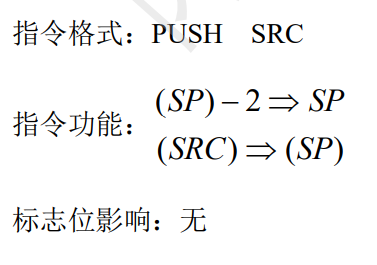 指令格式：PUSH SRC
指令功能：(SP) − 2 ⇒ SP
(SRC) ⇒ (SP)
标志位影响：无